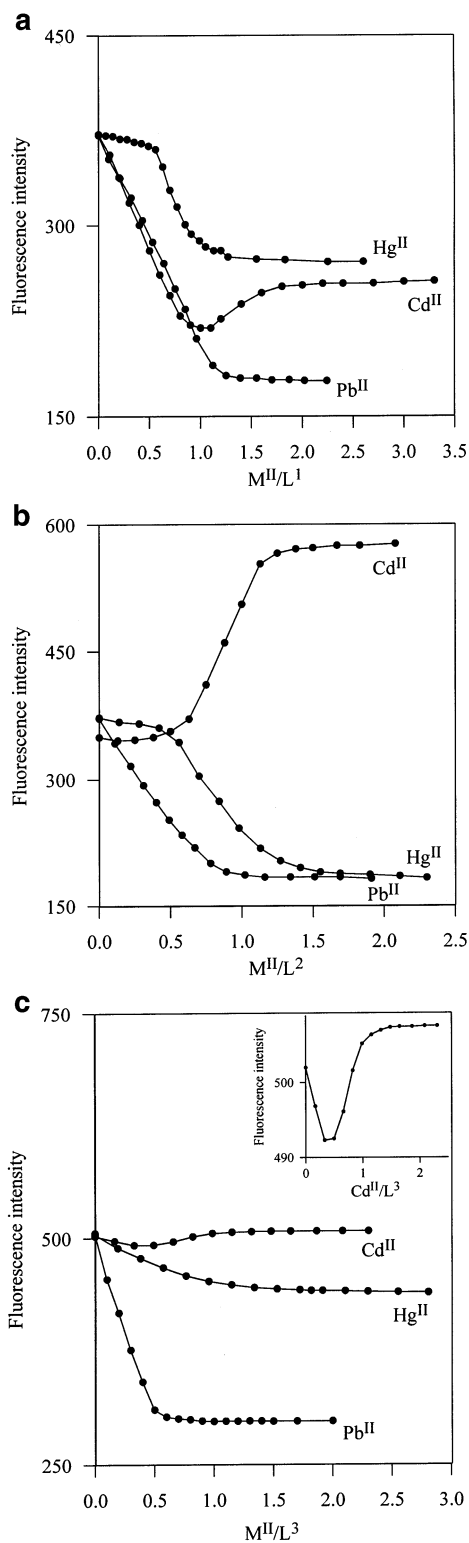 a
450
300
150
Fluorescence intensity
Hg^II
Cd^II
Pb^II
0.0 0.5 1.0 1.5 2.0 2.5 3.0 3.5
M^II/L^1
b
600
450
300
150
Fluorescence intensity
Cd^II
Hg^II
Pb^II
0.0 0.5 1.0 1.5 2.0 2.5
M^II/L^2
c
750
500
250
Fluorescence intensity
500
490
Fluorescence intensity
0 1 2
Cd^II/L^3
Cd^II
Hg^II
Pb^II
0.0 0.5 1.0 1.5 2.0 2.5 3.0
M^II/L^3